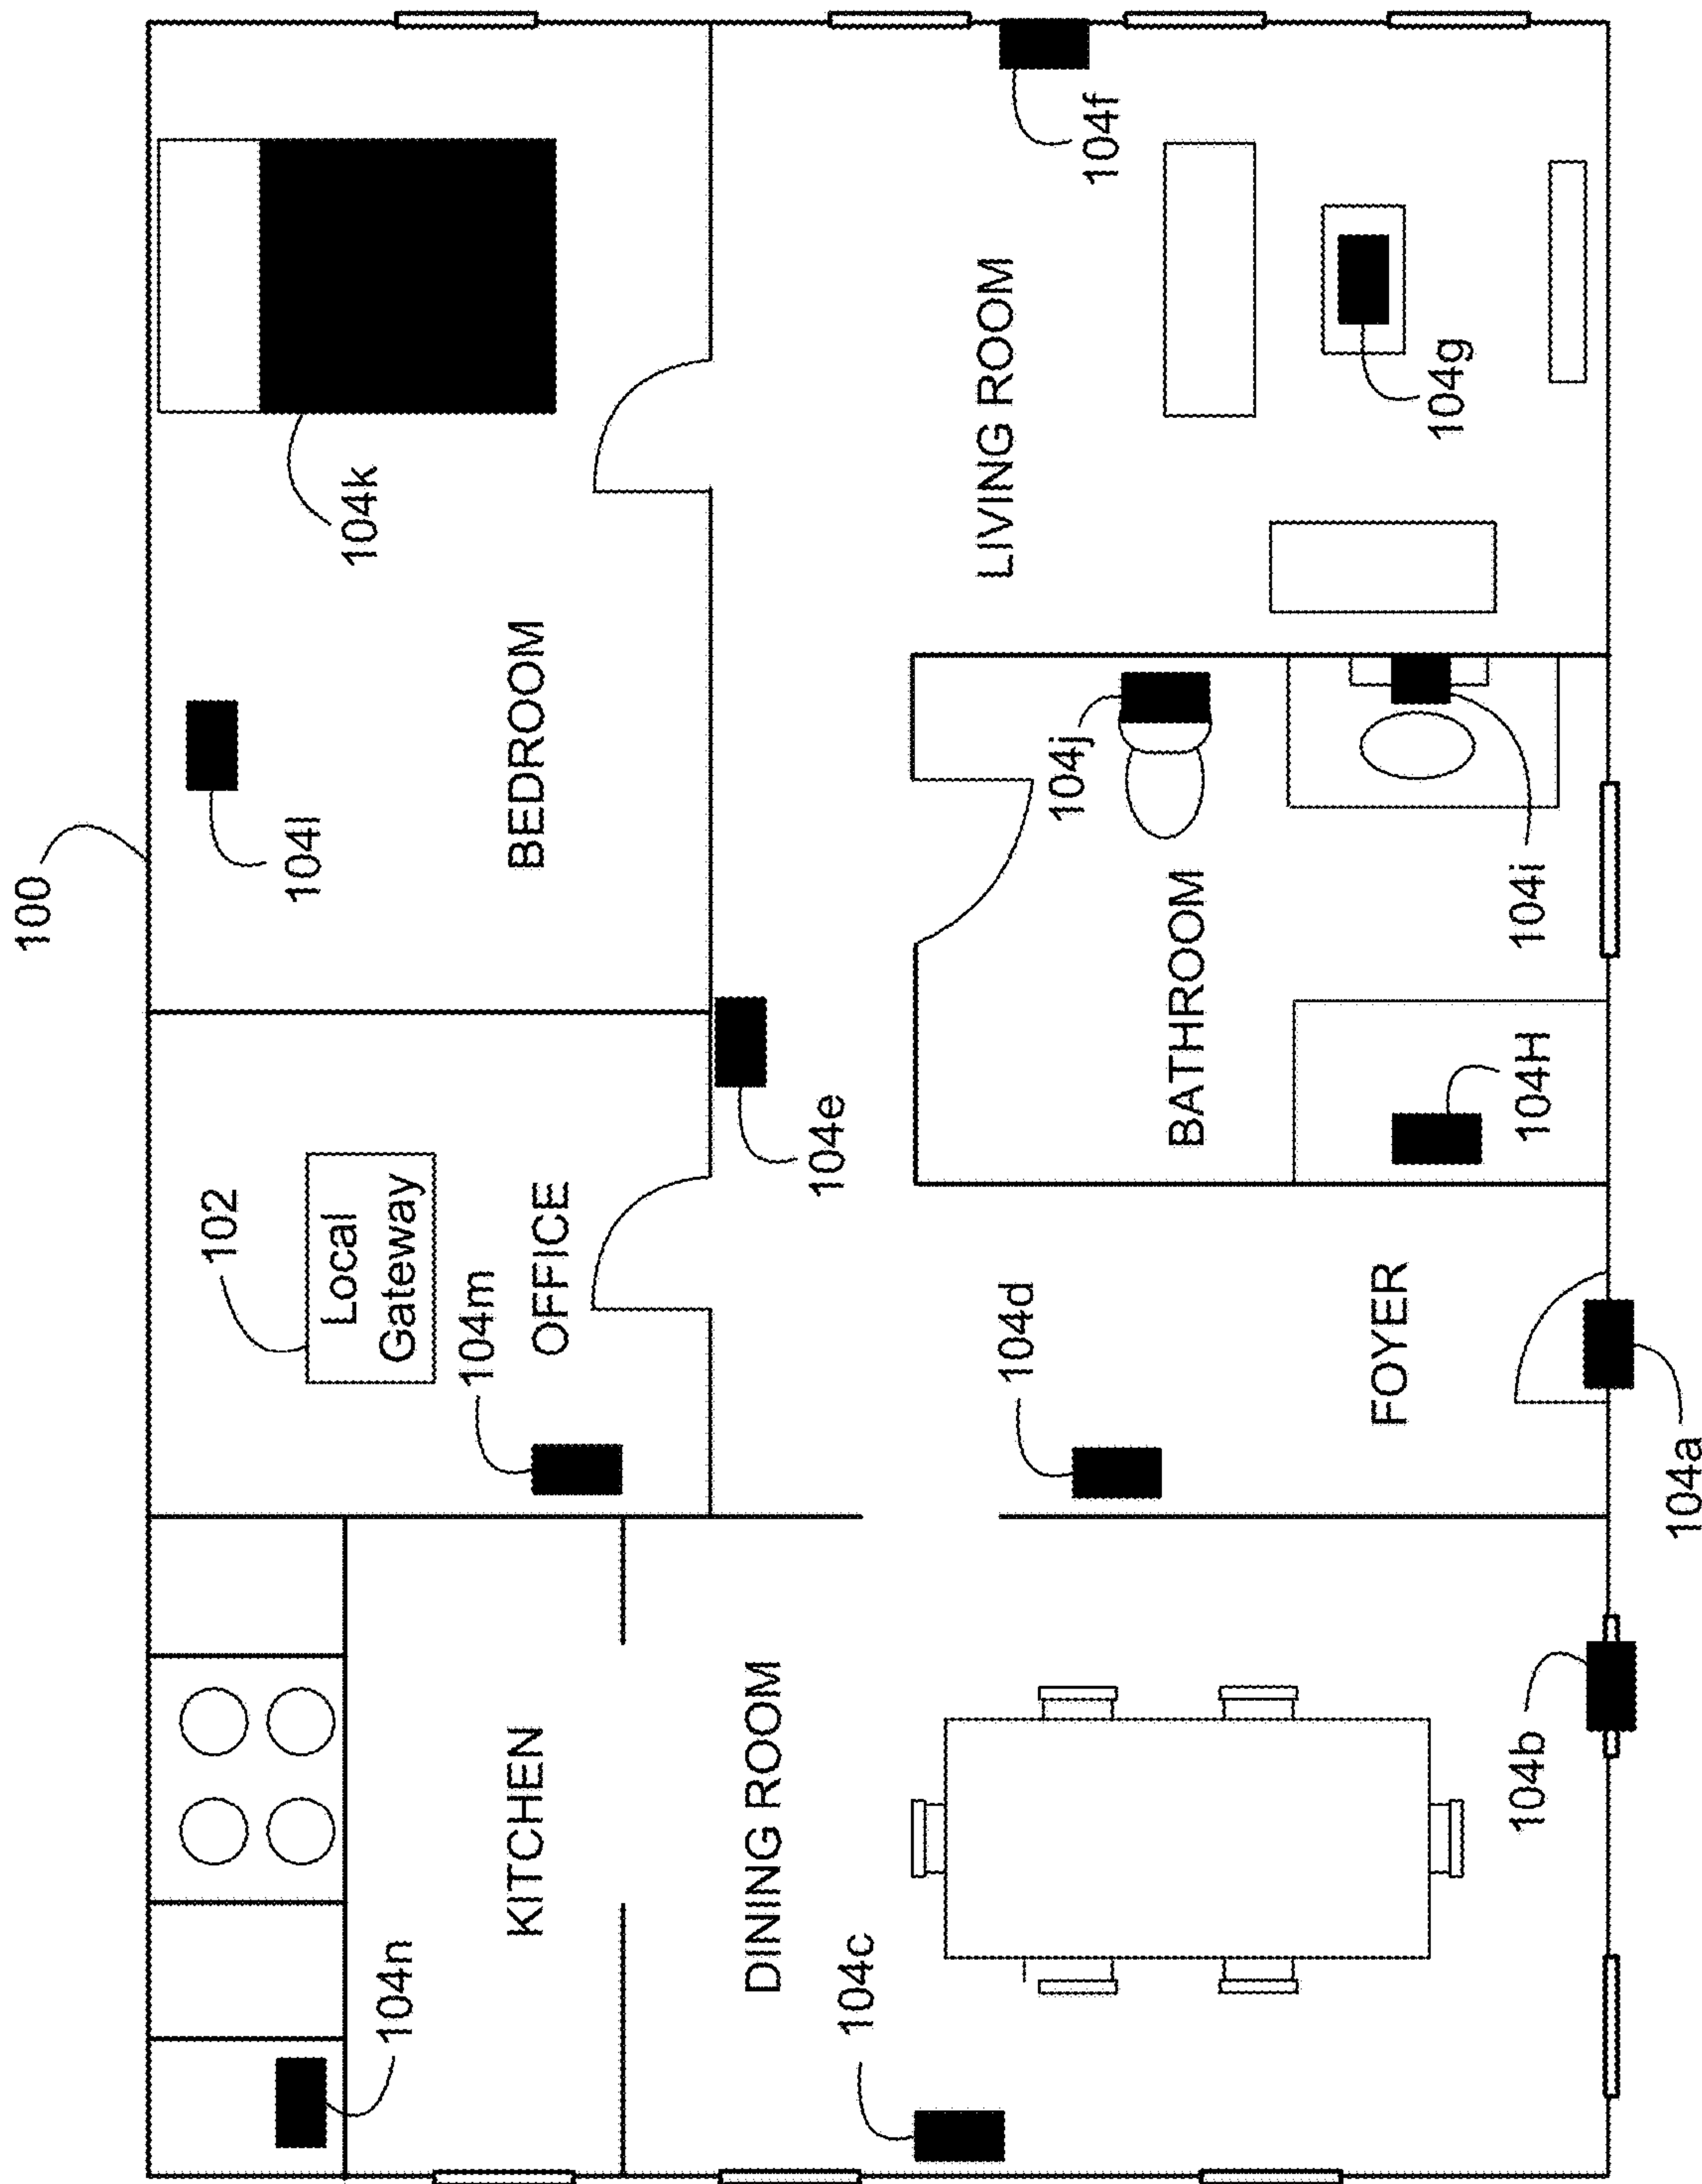 100
102
104l
Local
Gateway
104k
104n
104m
KITCHEN
OFFICE
BEDROOM
DINING ROOM
104e
104c
LIVING ROOM
104d
104j
104f
BATHROOM
FOYER
104g
104b
104H
104i
104a